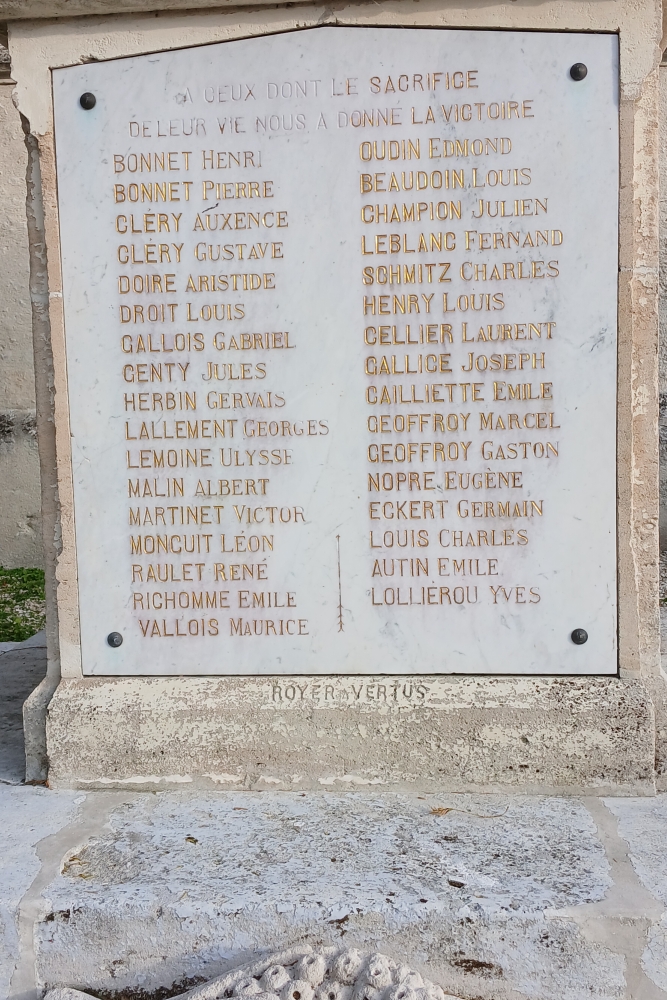 A CEUX DONT LE SACRIFICE
DE LEUR VIE NOUS A DONNÉ LA VICTOIRE
BONNET HENRI
BONNET PIERRE
CLÉRY AUXENCE
CLÉRY GUSTAVE
DOIRE ARISTIDE
DROIT LOUIS
GALLOIS GABRIEL
GENTY JULES
HERBIN GERVAIS
LALLEMENT GEORGES
LEMOINE ULYSSE
MALIN ALBERT
MARTINET VICTOR
MONGUIT LÉON
RAULET RENÉ
RICHOMME EMILE
VALLOIS MAURICE
OUDIN EDMOND
BEAUDOIN LOUIS
CHAMPION JULIEN
LEBLANC FERNAND
SCHMITZ CHARLES
HENRY LOUIS
CELLIER LAURENT
GALLICE JOSEPH
CAILLIETTE EMILE
GEOFFROY MARCEL
GEOFFROY GASTON
NOPRE EUGÈNE
ECKERT GERMAIN
LOUIS CHARLES
AUTIN EMILE
LOLLIÉROU YVES
ROYER VERTUS